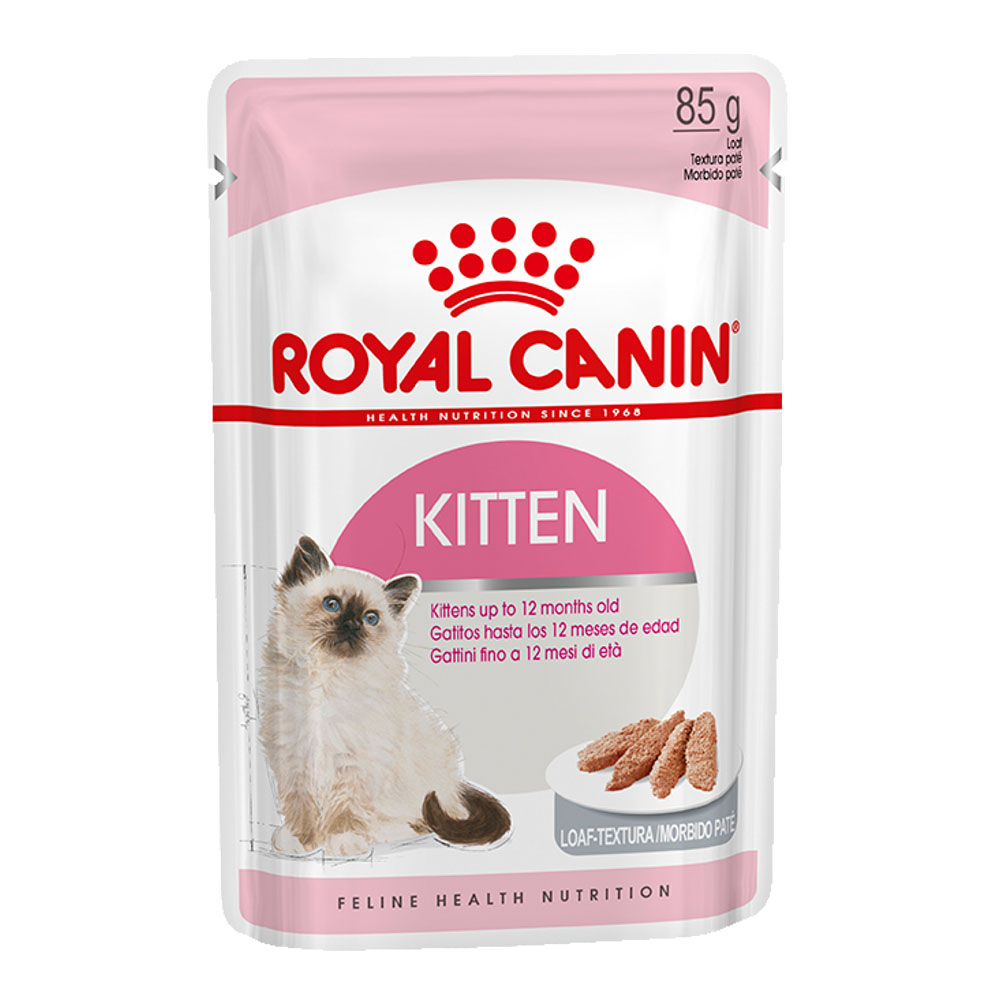 85 g
Loaf
Textura paté
Morbido paté
ROYAL CANIN®
HEALTH NUTRITION SINCE 1968
KITTEN
Kittens up to 12 months old
Gatitos hasta los 12 meses de edad
Gattini fino a 12 mesi di età
LOAF-TEXTURA/MORBIDO PATÉ
FELINE HEALTH NUTRITION